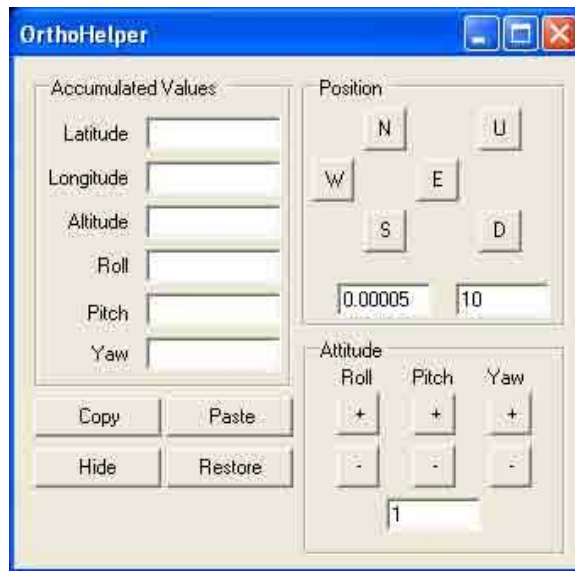 OrthoHelper
Accumulated Values
Latitude
Longitude
Altitude
Roll
Pitch
Yaw
Copy Paste
Hide Restore
Position
N U
W E
S D
0.00005 10
Attitude
Roll Pitch Yaw
+ + +
- - -
1